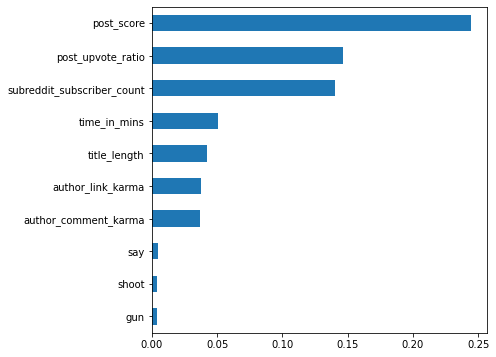 post_score
post_upvote_ratio
subreddit_subscriber_count
time_in_mins
title_length
author_link_karma
author_comment_karma
say
shoot
gun
0.00 0.05 0.10 0.15 0.20 0.25